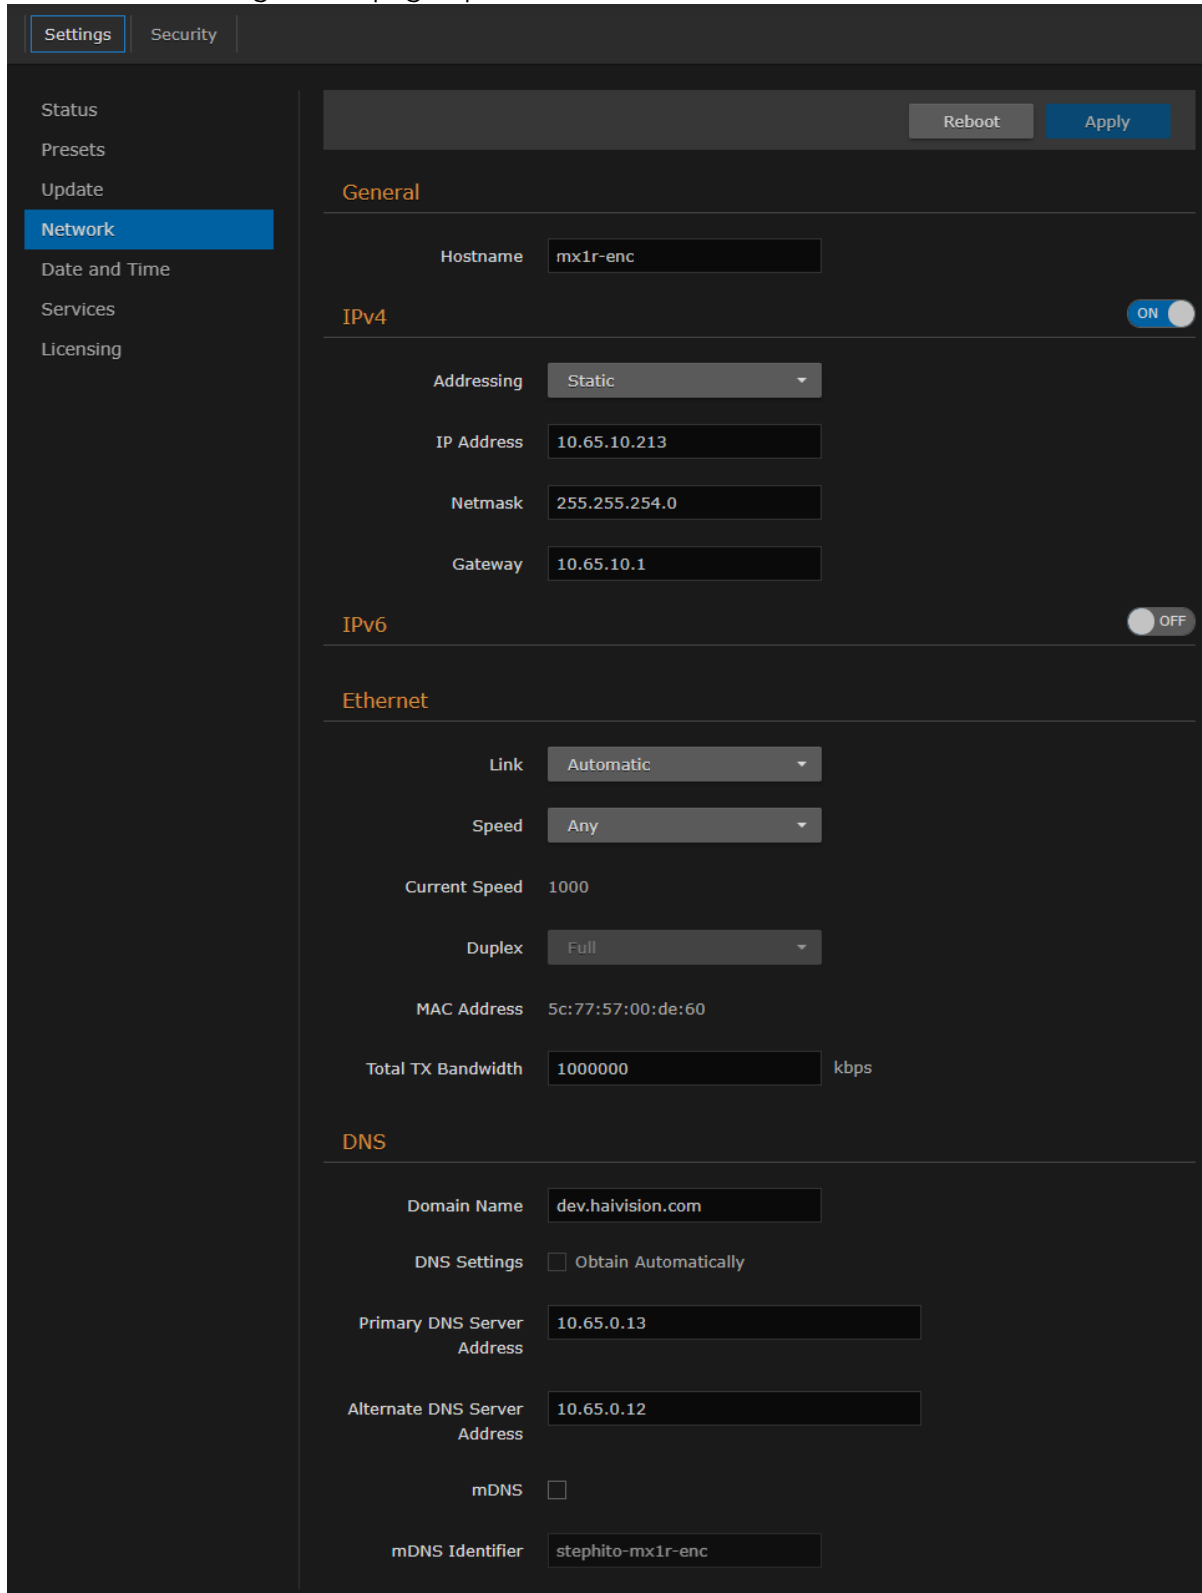 Settings Security
Status
Presets
Update
Network
Date and Time
Services
Licensing
Reboot Apply
General
Hostname mx1r-enc
IPv4 ON
Addressing Static
IP Address 10.65.10.213
Netmask 255.255.254.0
Gateway 10.65.10.1
IPv6 OFF
Ethernet
Link Automatic
Speed Any
Current Speed 1000
Duplex Full
MAC Address 5c:77:57:00:de:60
Total TX Bandwidth 1000000 kbps
DNS
Domain Name dev.haivision.com
DNS Settings Obtain Automatically
Primary DNS Server 10.65.0.13
Address
Alternate DNS Server 10.65.0.12
Address
mDNS
mDNS Identifier stephito-mx1r-enc